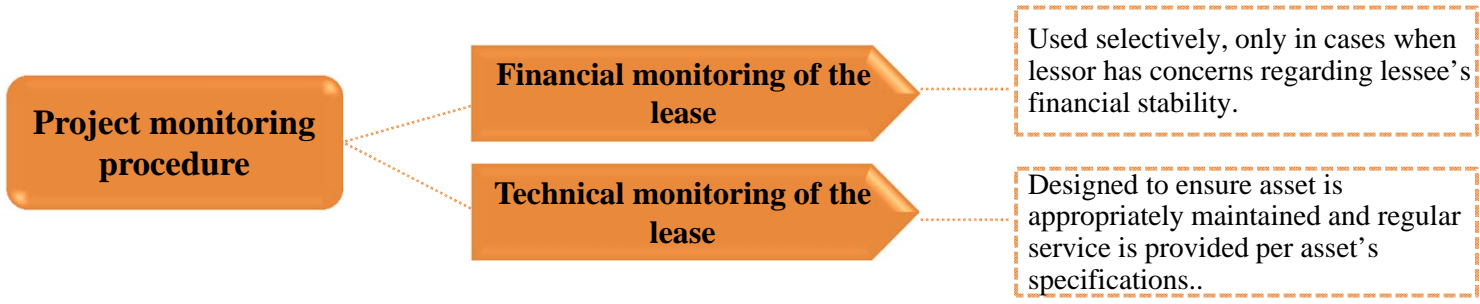 Project monitoring
procedure
Financial monitoring of the
lease
Used selectively, only in cases when
lessor has concerns regarding lessee’s
financial stability.
Technical monitoring of the
lease
Designed to ensure asset is
appropriately maintained and regular
service is provided per asset’s
specifications..